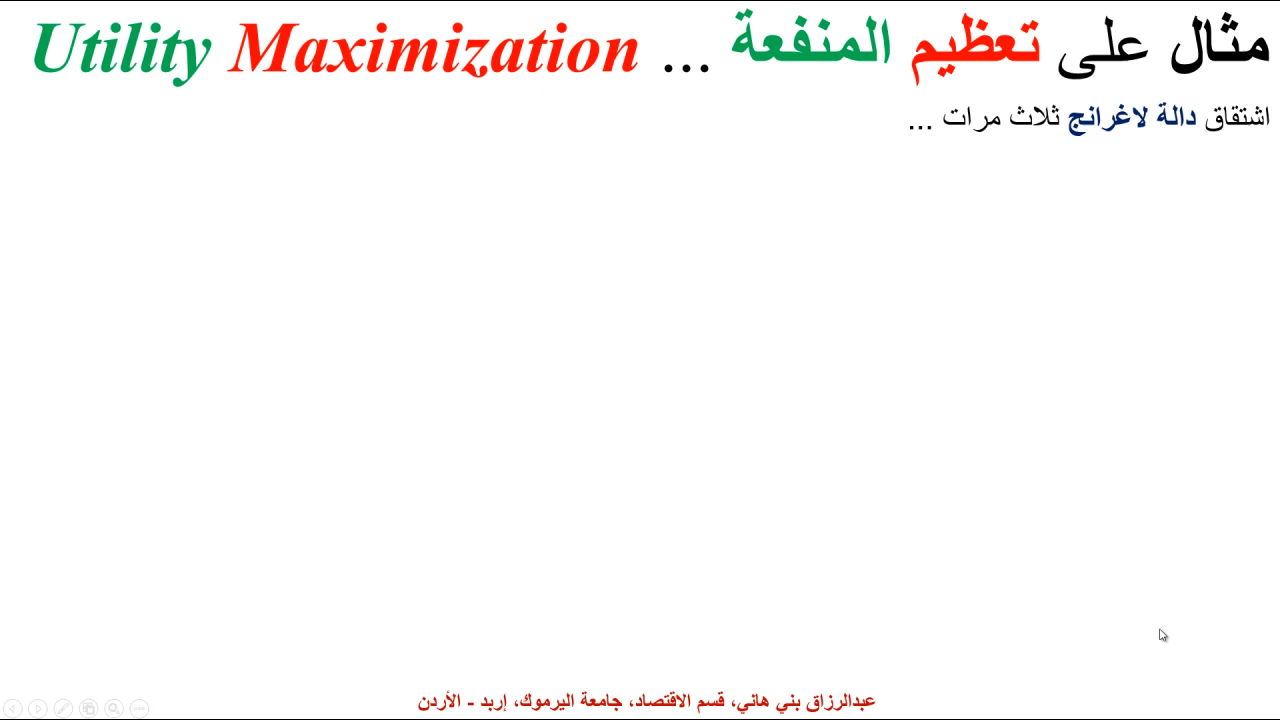 مثال على تعظيم المنفعة ... Utility Maximization
اشتقاق دالة لاغرانج ثلاث مرات ...
عبدالرزاق بني هاني، قسم الاقتصاد، جامعة اليرموك، إربد - الأردن